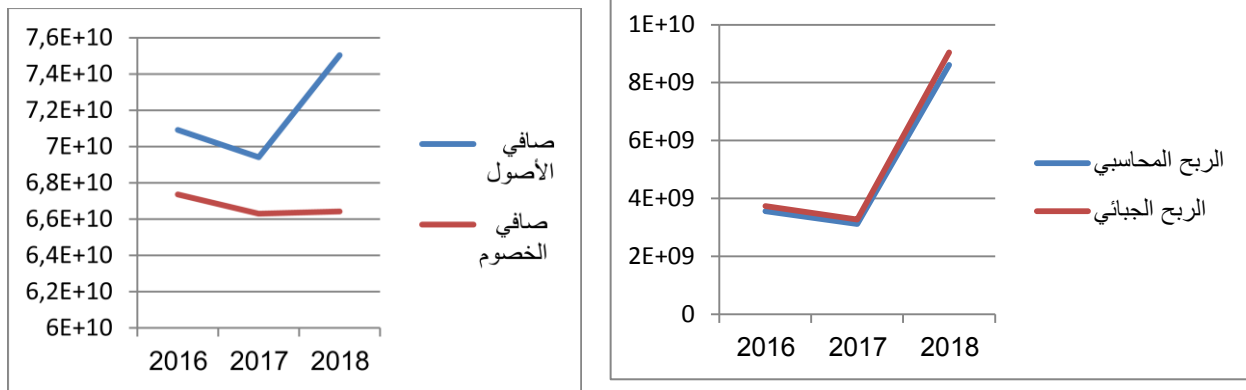 7,6E+10
7,4E+10
7,2E+10
7E+10
6,8E+10
6,6E+10
6,4E+10
6,2E+10
6E+10
2016 2017 2018
صافي
الأصول
صافي
الخصوم
1E+10
8E+09
6E+09
4E+09
2E+09
0
2016 2017 2018
الربح المحاسبي
الربح الجبائي